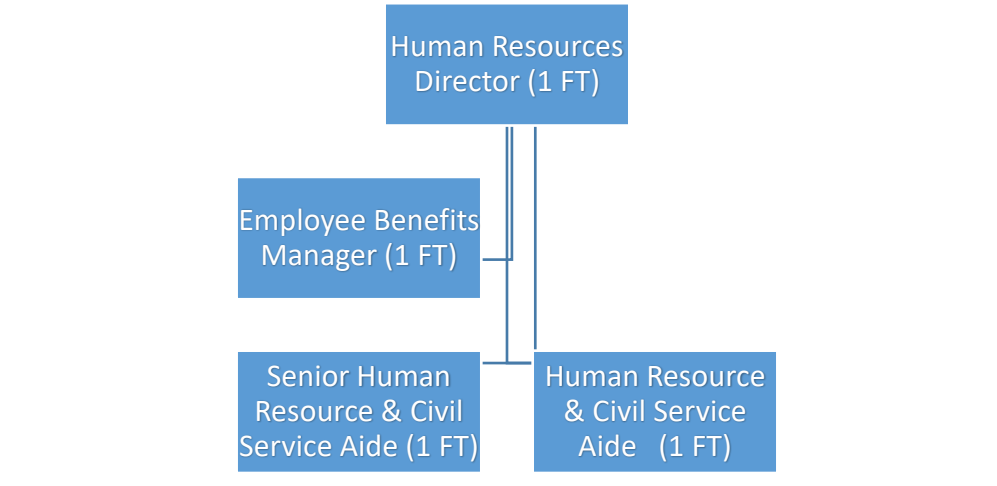 Human Resources
Director (1 FT)
Employee Benefits
Manager (1 FT)
Senior Human
Resource & Civil
Service Aide (1 FT)
Human Resource
& Civil Service
Aide   (1 FT)